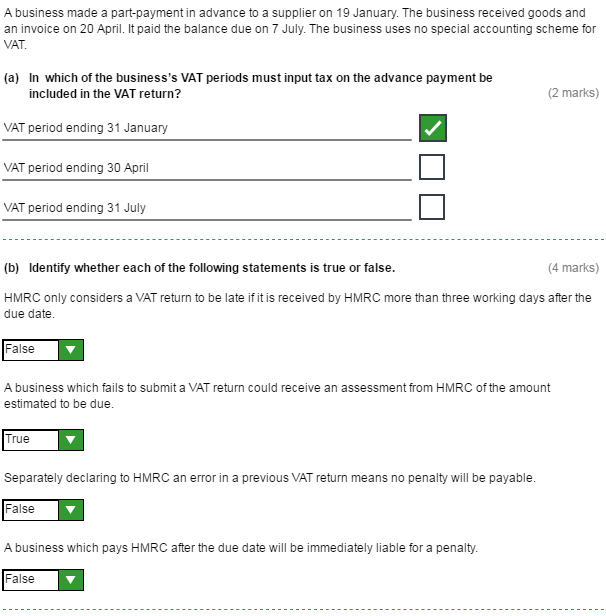 A business made a part-payment in advance to a supplier on 19 January. The business received goods and
an invoice on 20 April. It paid the balance due on 7 July. The business uses no special accounting scheme for
VAT.
(a) In which of the business's VAT periods must input tax on the advance payment be
included in the VAT return?
(2 marks)
VAT period ending 31 January
VAT period ending 30 April
VAT period ending 31 July
(b) Identify whether each of the following statements is true or false.
(4 marks)
HMRC only considers a VAT return to be late if it is received by HMRC more than three working days after the
due date.
False
A business which fails to submit a VAT return could receive an assessment from HMRC of the amount
estimated to be due.
True
Separately declaring to HMRC an error in a previous VAT return means no penalty will be payable.
False
A business which pays HMRC after the due date will be immediately liable for a penalty.
False